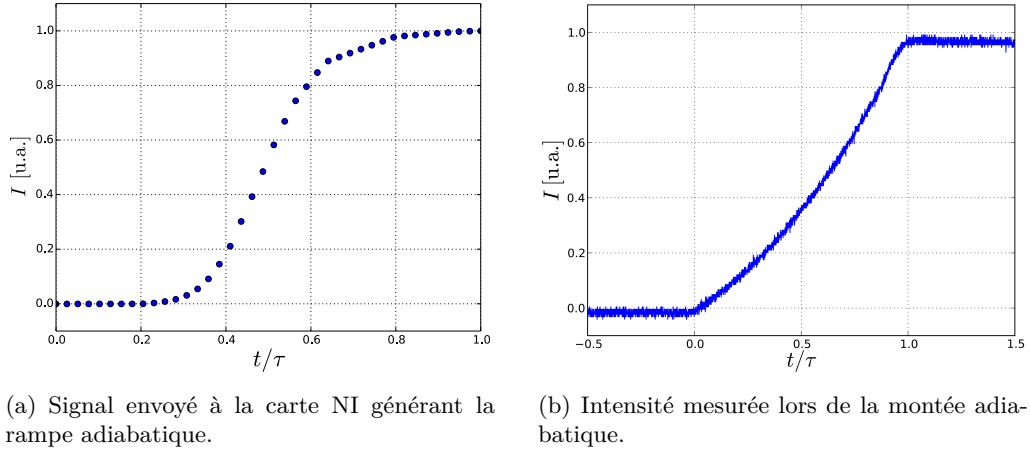 1.0
0.8
0.6
0.4
0.2
0.0
I [u.a.]
0.0 0.2 0.4 0.6 0.8 1.0
t/τ
1.0
0.8
0.6
0.4
0.2
0.0
I [u.a.]
−0.5 0.0 0.5 1.0 1.5
t/τ
(a) Signal envoyé à la carte NI générant la
rampe adiabatique.
(b) Intensité mesurée lors de la montée adia-
batique.